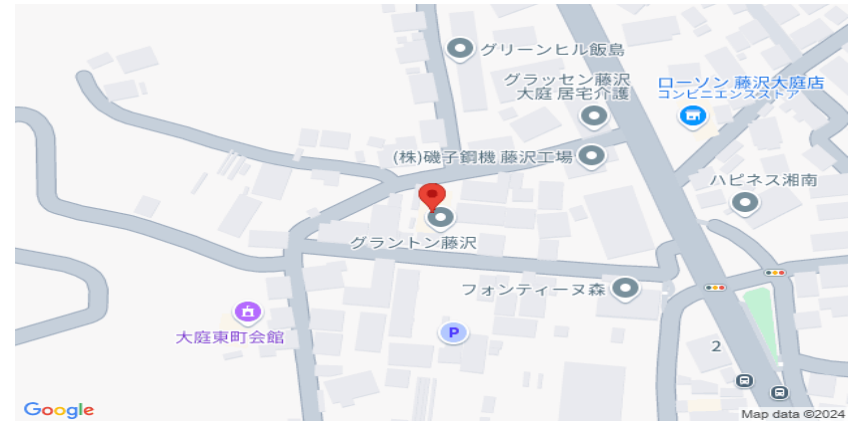 グリーンヒル飯島
グラッセン藤沢
大庭 居宅介護
ローソン 藤沢大庭店
コンビニエンスストア
(株)磯子鋼機 藤沢工場
ハピネス湘南
グラントン藤沢
フォンティーヌ森
大庭東町会館
P
2
Google
Map data ©2024